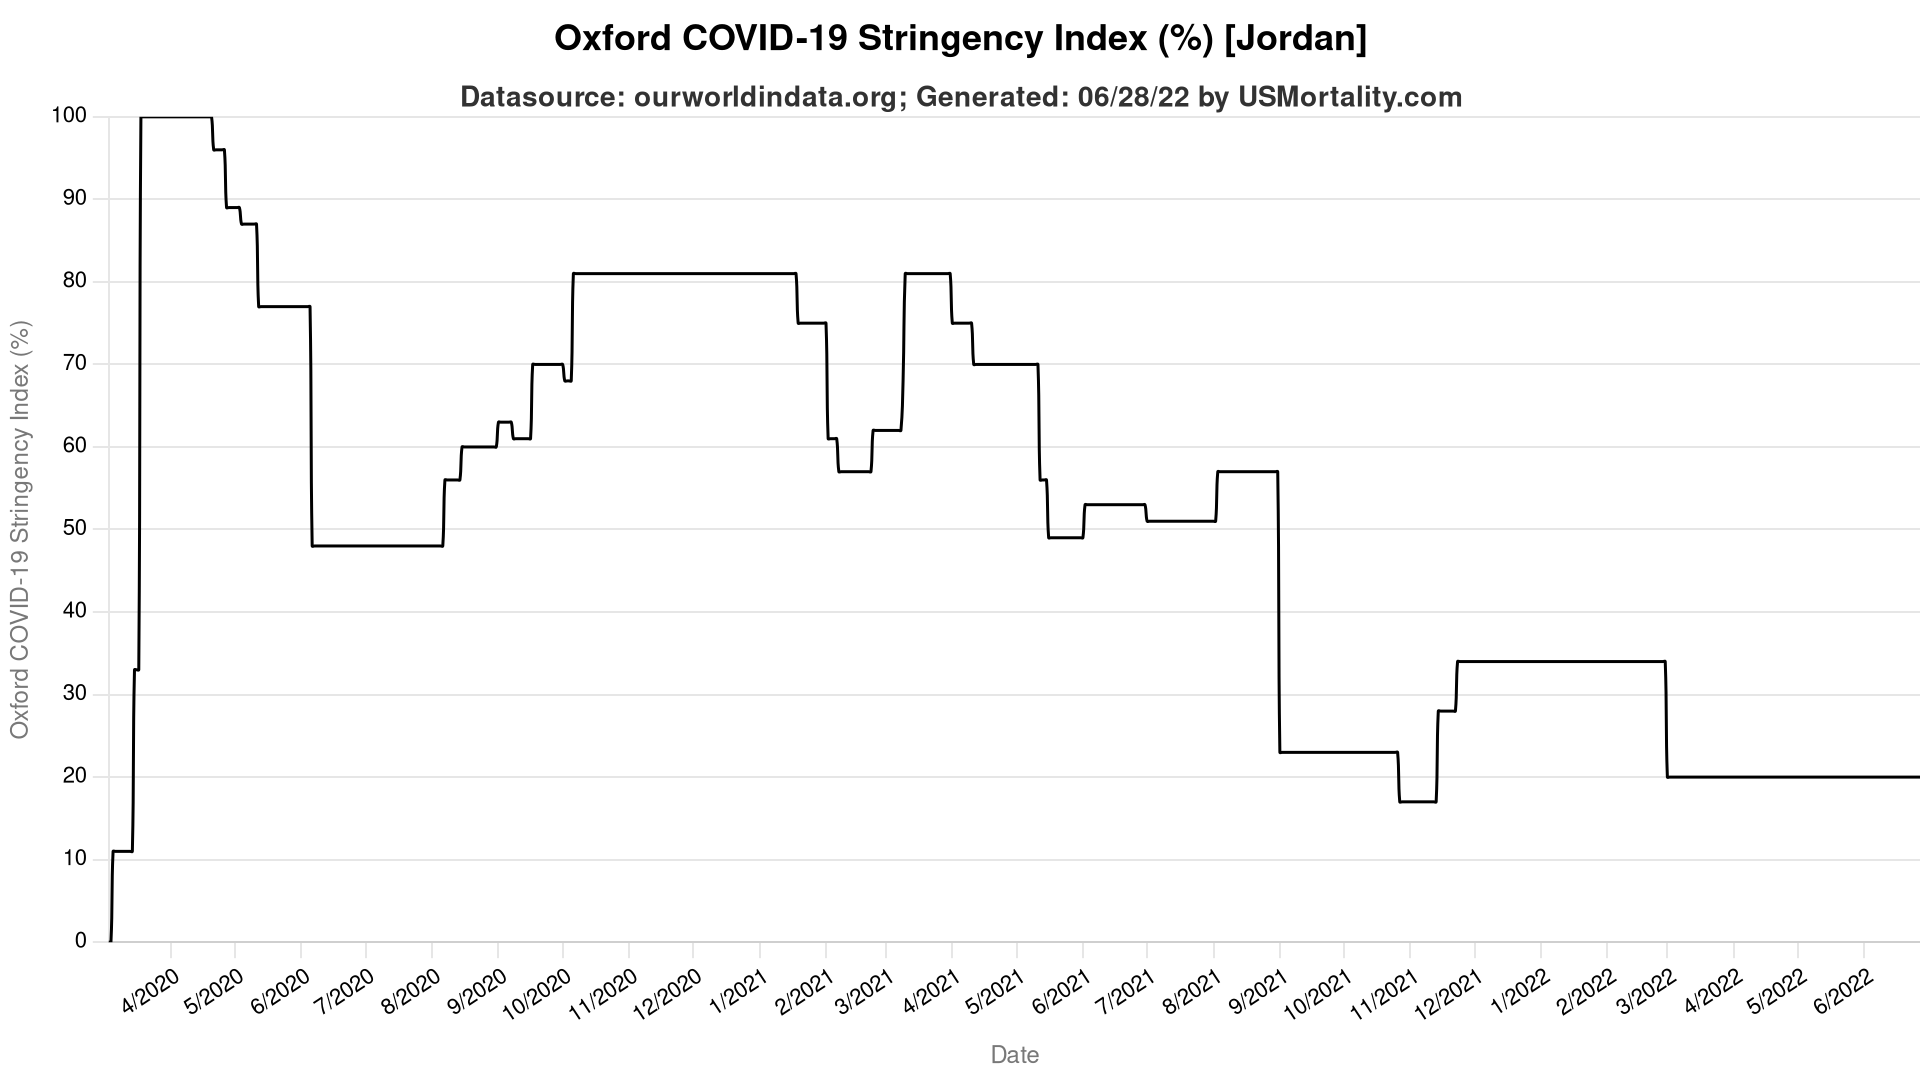 Oxford COVID-19 Stringency Index (%) [Jordan]
Datasource: ourworldindata.org; Generated: 06/28/22 by USMortality.com
Oxford COVID-19 Stringency Index (%)
100
90
80
70
60
50
40
30
20
10
0
4/2020 5/2020 6/2020 7/2020 8/2020 9/2020 10/2020 11/2020 12/2020 1/2021 2/2021 3/2021 4/2021 5/2021 6/2021 7/2021 8/2021 9/2021 10/2021 11/2021 12/2021 1/2022 2/2022 3/2022 4/2022 5/2022 6/2022
Date